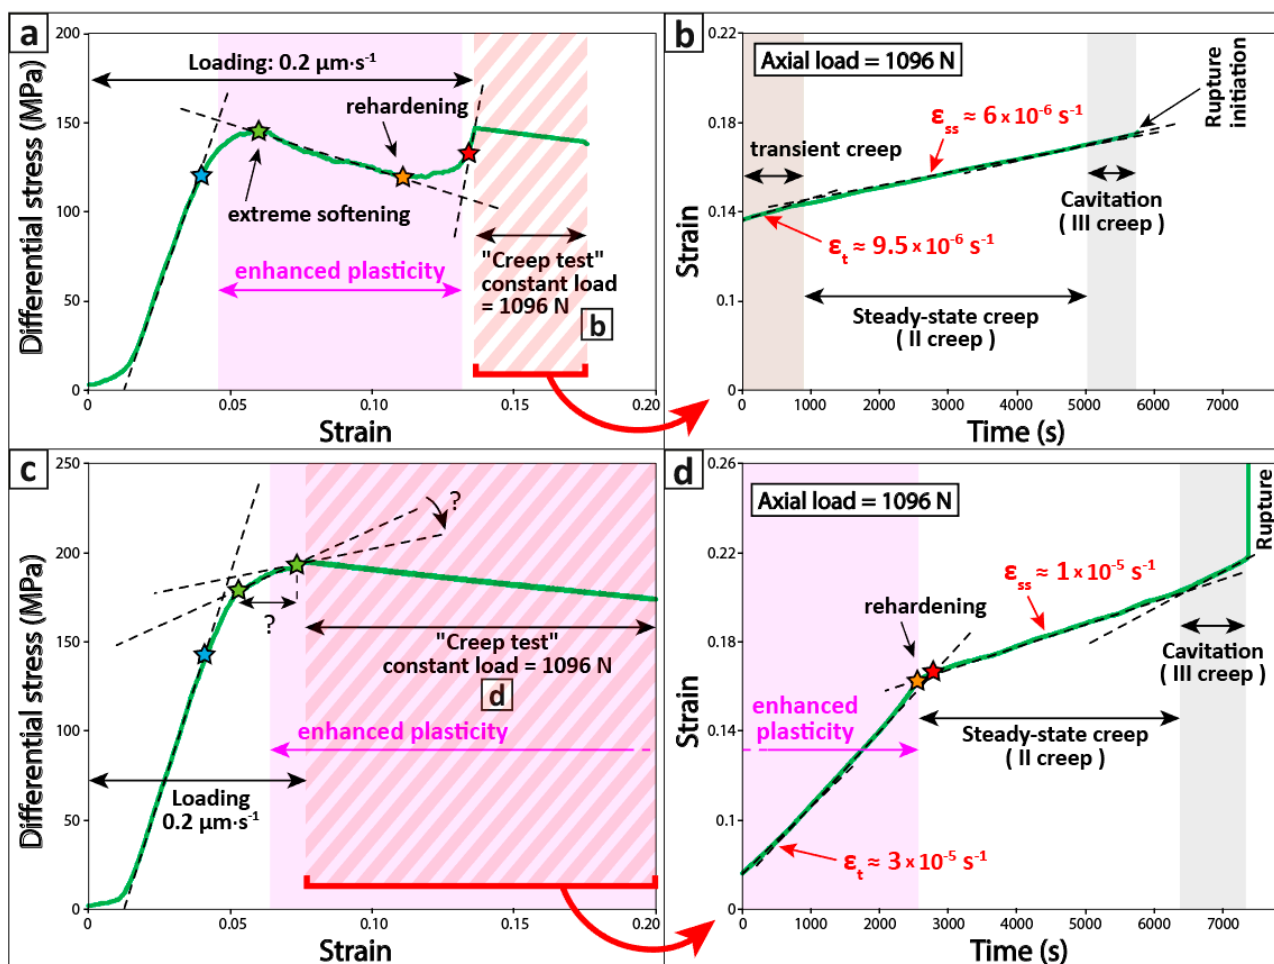 a
Differential stress (MPa)
200
150
100
50
0
0
0.05
0.10
0.15
0.20
Strain
Loading: 0.2 µm·s⁻¹
rehardening
extreme softening
enhanced plasticity
"Creep test"
constant load
= 1096 N
b
b
Strain
0.22
0.18
0.14
0.1
0
0
1000
2000
3000
4000
5000
6000
7000
Time (s)
Axial load = 1096 N
transient creep
ε̇ss ≈ 6 x 10⁻⁶ s⁻¹
Rupture
initiation
Cavitation
( III creep )
εt ≈ 9.5 x 10⁻⁶ s⁻¹
Steady-state creep
( II creep )
c
Differential stress (MPa)
250
200
150
100
50
0
0
0.05
0.10
0.15
0.20
Strain
?
?
"Creep test"
constant load = 1096 N
d
enhanced plasticity
Loading
0.2 µm·s⁻¹
d
Strain
0.26
0.22
0.18
0.14
0.1
0
0
1000
2000
3000
4000
5000
6000
7000
Time (s)
Axial load = 1096 N
Rupture
εss ≈ 1 x 10⁻⁵ s⁻¹
rehardening
Cavitation
( III creep )
enhanced
plasticity
Steady-state creep
( II creep )
εt ≈ 3 x 10⁻⁵ s⁻¹